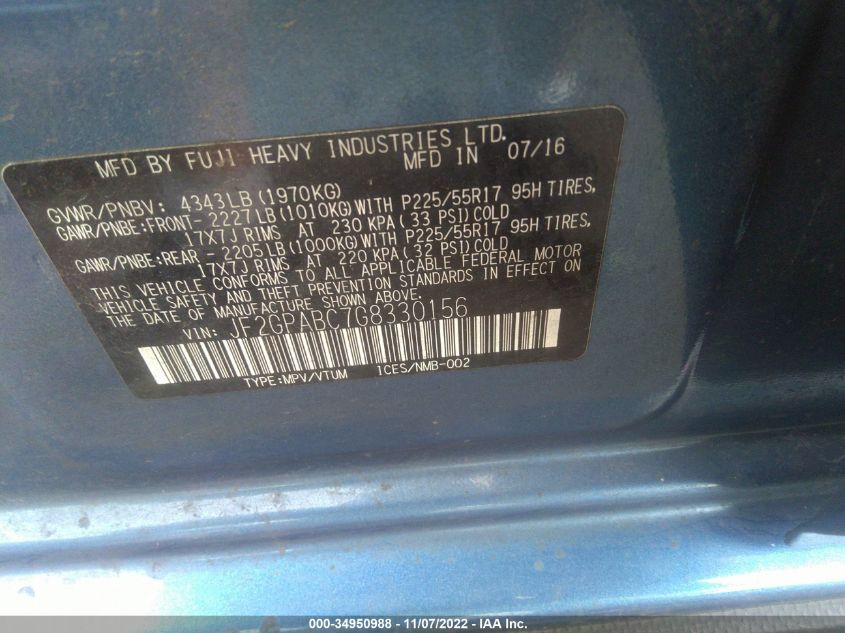 MFD BY FUJI HEAVY INDUSTRIES LTD.
MFD IN 07/16
GVWR/PNBV: 4343LB (1970KG)
GAWR/PNBE:FRONT- 2227LB(1010KG)WITH P225/55R17 95H TIRES,
17X7J RIMS AT 230 KPA(33 PSI)COLD
GAWR/PNBE:REAR - 2205LB(1000KG)WITH P225/55R17 95H TIRES,
17X7J RIMS AT 220 KPA(32 PSI)COLD
THIS VEHICLE CONFORMS TO ALL APPLICABLE FEDERAL MOTOR
VEHICLE SAFETY AND THEFT PREVENTION STANDARDS IN EFFECT ON
THE DATE OF MANUFACTURE SHOWN ABOVE.
VIN: JF2GPABC7G8330156
TYPE:MPV/VTUM ICES/NMB-002
000-34950988 - 11/07/2022 - © IAA Inc.